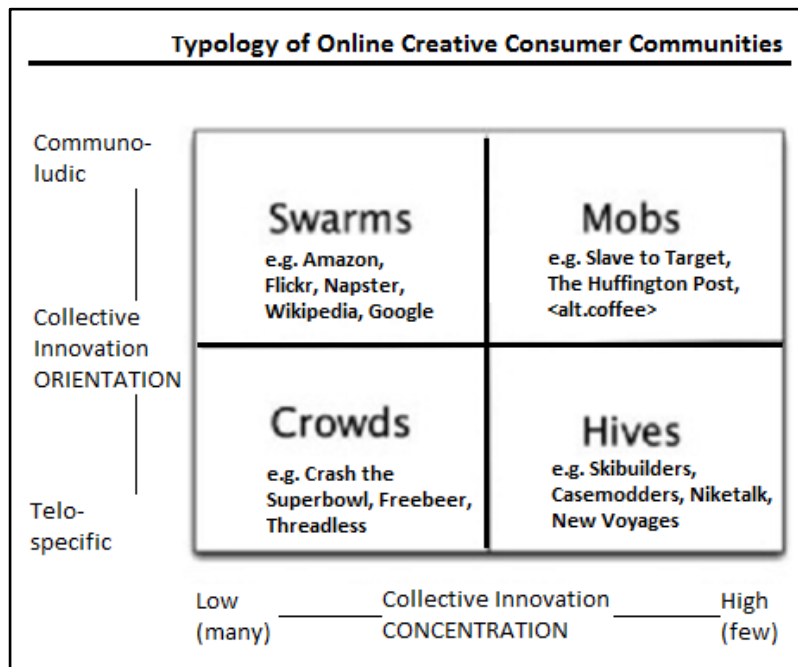 Typology of Online Creative Consumer Communities
Communo-
ludic
Swarms
e.g. Amazon,
Flickr, Napster,
Wikipedia, Google
Mobs
e.g. Slave to Target,
The Huffington Post,
<alt.coffee>
Collective
Innovation
ORIENTATION
Crowds
e.g. Crash the
Superbowl, Freebeer,
Threadless
Hives
e.g. Skibuilders,
Casemodders, Niketalk,
New Voyages
Telo-
specific
Low
(many)
Collective Innovation
CONCENTRATION
High
(few)